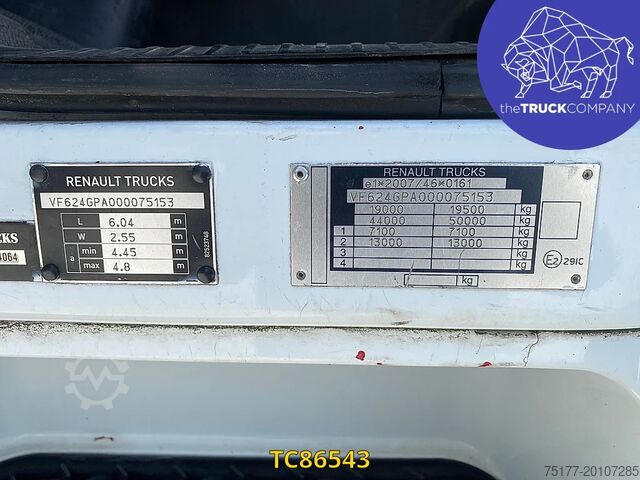 theTRUCKCOMPANY
RENAULT TRUCKS
VF624GPA000075153
L 6.04 m
W 2.55 m
a min 4.45 m
max 4.8 m
82523748
4064
RENAULT TRUCKS
e1*2007/46*0161
VF624GPA000075153
19000 19500 kg
44000 50000 kg
1 7100 7100 kg
2 13000 13000 kg
3 kg
4 kg
kg
E2 291C
TC86543
75177-20107285